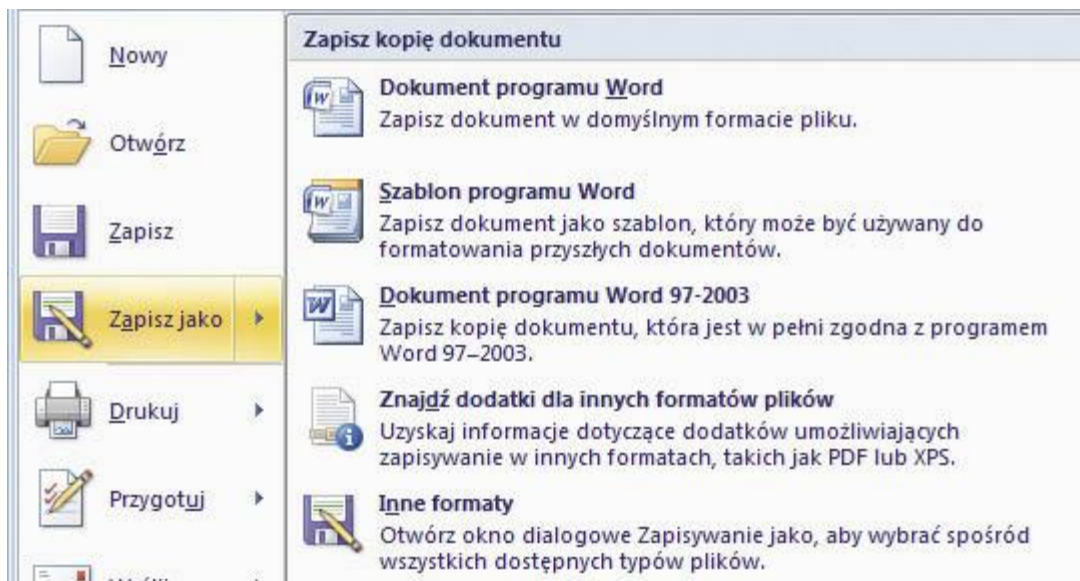 Nowy
Otwórz
Zapisz
Zapisz jako
Drukuj
Przygotuj
Zapisz kopię dokumentu
Dokument programu Word
Zapisz dokument w domyślnym formacie pliku.
Szablon programu Word
Zapisz dokument jako szablon, który może być używany do
formatowania przyszłych dokumentów.
Dokument programu Word 97-2003
Zapisz kopię dokumentu, która jest w pełni zgodna z programem
Word 97–2003.
Znajdź dodatki dla innych formatów plików
Uzyskaj informacje dotyczące dodatków umożliwiających
zapisywanie w innych formatach, takich jak PDF lub XPS.
Inne formaty
Otwórz okno dialogowe Zapisywanie jako, aby wybrać spośród
wszystkich dostępnych typów plików.